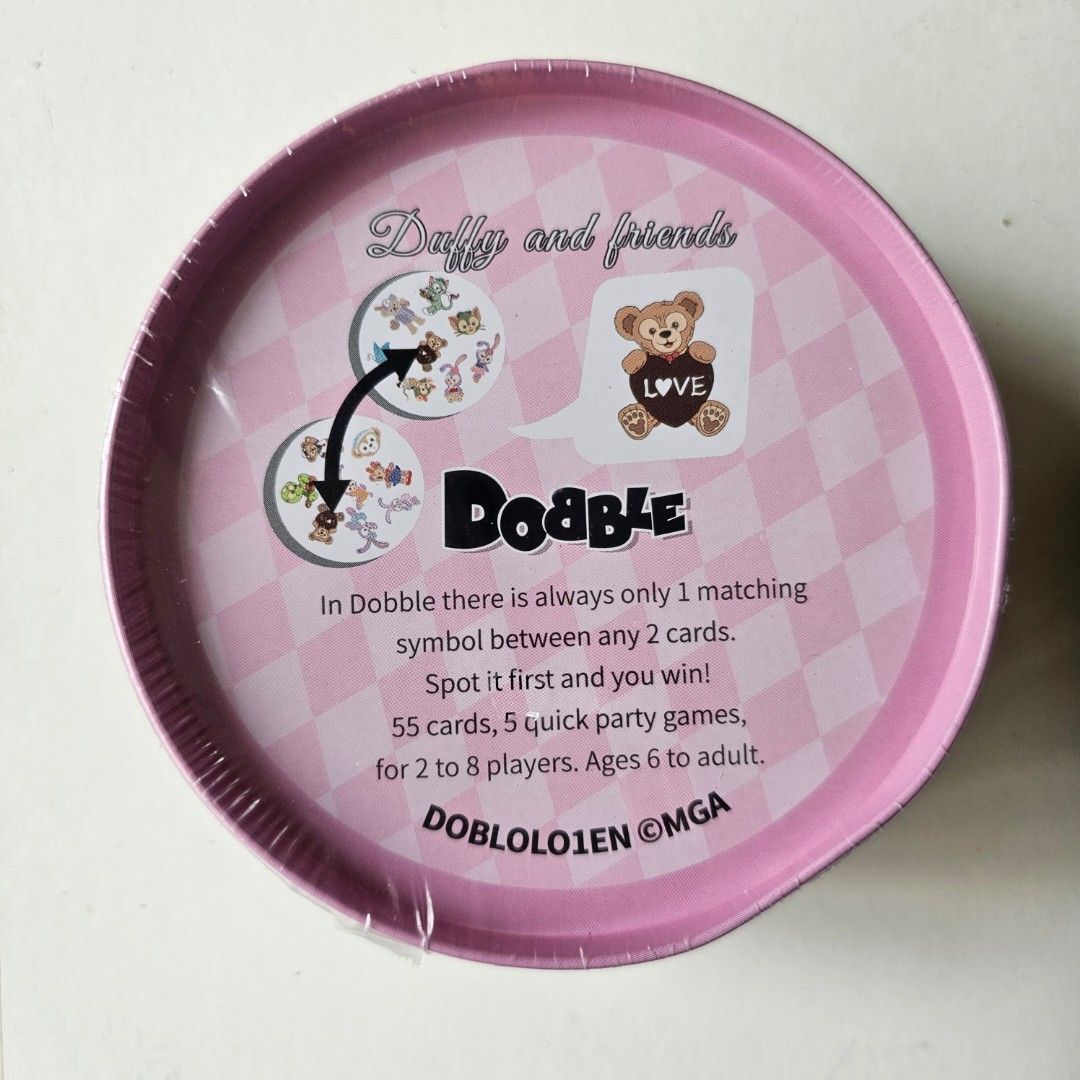 Duffy and friends
LOVE
DOBBLE
In Dobble there is always only 1 matching
symbol between any 2 cards.
Spot it first and you win!
55 cards, 5 quick party games,
for 2 to 8 players. Ages 6 to adult.
DOBLOLO1EN ©MGA